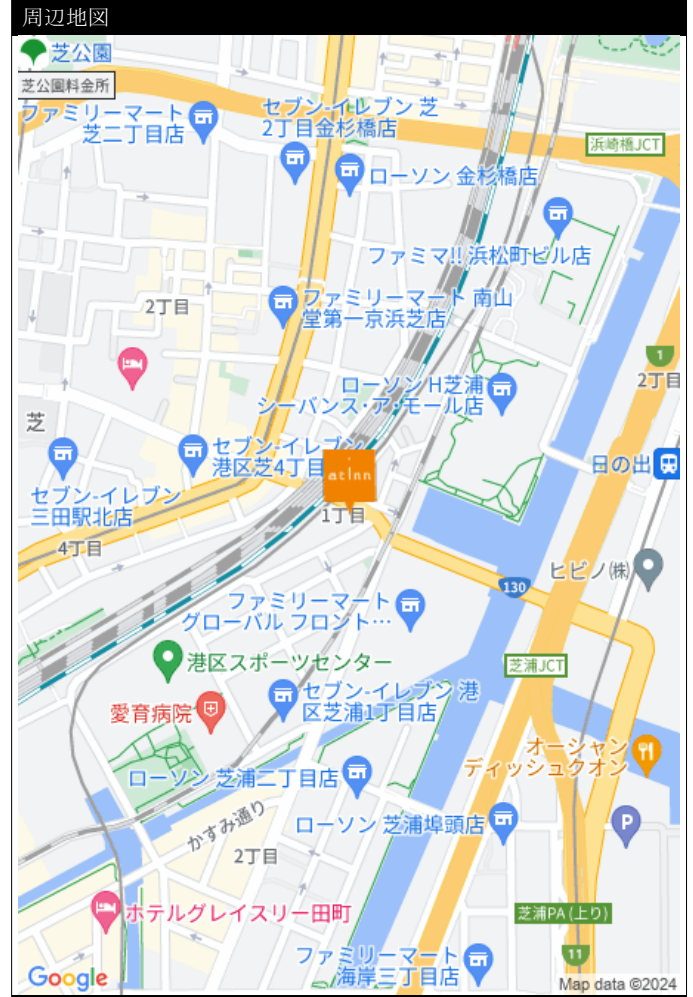 周辺地図
芝公園
芝公園料金所
ファミリーマート
芝二丁目店
セブン-イレブン 芝
2丁目金杉橋店
浜崎橋JCT
ローソン 金杉橋店
ファミマ!! 浜松町ビル店
2丁目
ファミリーマート 南山
堂第一京浜芝店
1
2丁目
ローソン H芝浦
シーバンス・ア・モール店
芝
セブン-イレブン
港区芝4丁目
at Inn
日の出
セブン-イレブン
三田駅北店
1丁目
4丁目
ヒビノ㈱
130
ファミリーマート
グローバル フロント…
港区スポーツセンター
芝浦JCT
愛育病院
セブン-イレブン 港
区芝浦1丁目店
オーシャン
ディッシュクオン
ローソン 芝浦二丁目店
かすみ通り
ローソン 芝浦埠頭店
P
2丁目
ホテルグレイスリー田町
芝浦PA (上り)
11
ファミリーマート
海岸三丁目店
Google
Map data ©2024